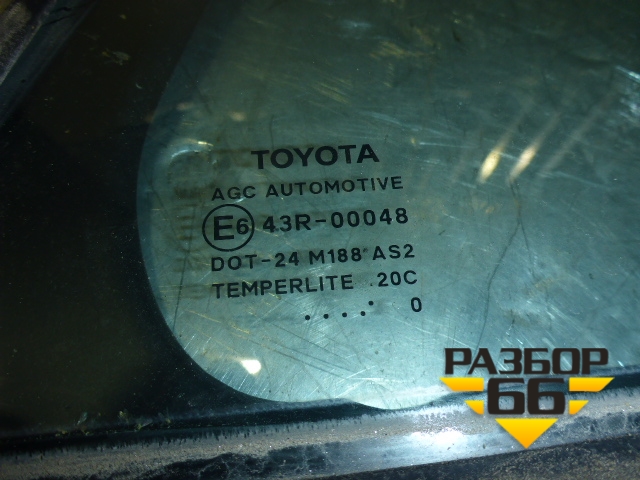 TOYOTA
AGC AUTOMOTIVE
E6 43R-00048
DOT-24 M188 AS2
TEMPERLITE 20C
....· 0
РАЗБОР
66